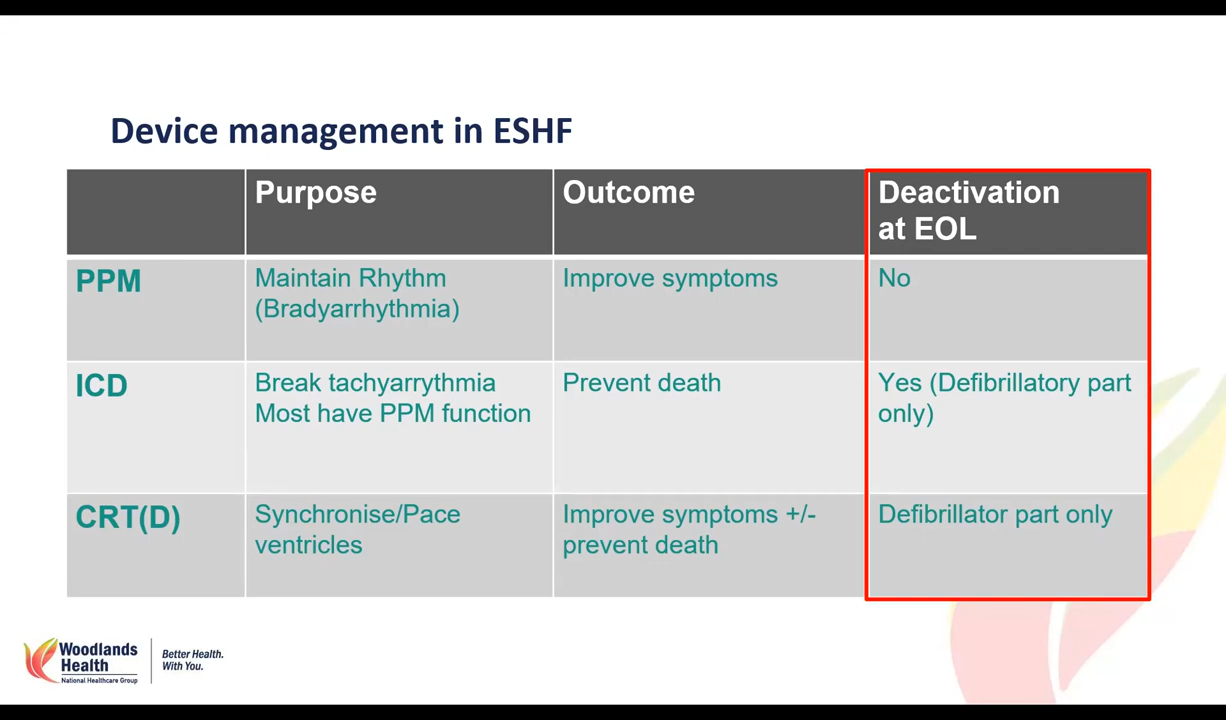 Device management in ESHF
Purpose
Outcome
Deactivation
at EOL
PPM
Maintain Rhythm
(Bradyarrhythmia)
Improve symptoms
No
ICD
Break tachyarrythmia
Most have PPM function
Prevent death
Yes (Defibrillatory part
only)
CRT(D)
Synchronise/Pace
ventricles
Improve symptoms +/-
prevent death
Defibrillator part only
Woodlands
Health
National Healthcare Group
Better Health.
With You.